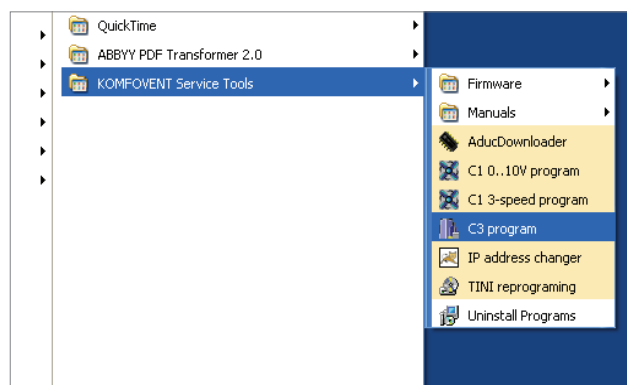 QuickTime
ABBYY PDF Transformer 2.0
KOMFOVENT Service Tools
Firmware
Manuals
AducDownloader
C1 0..10V program
C1 3-speed program
C3 program
IP address changer
TINI reprograming
Uninstall Programs